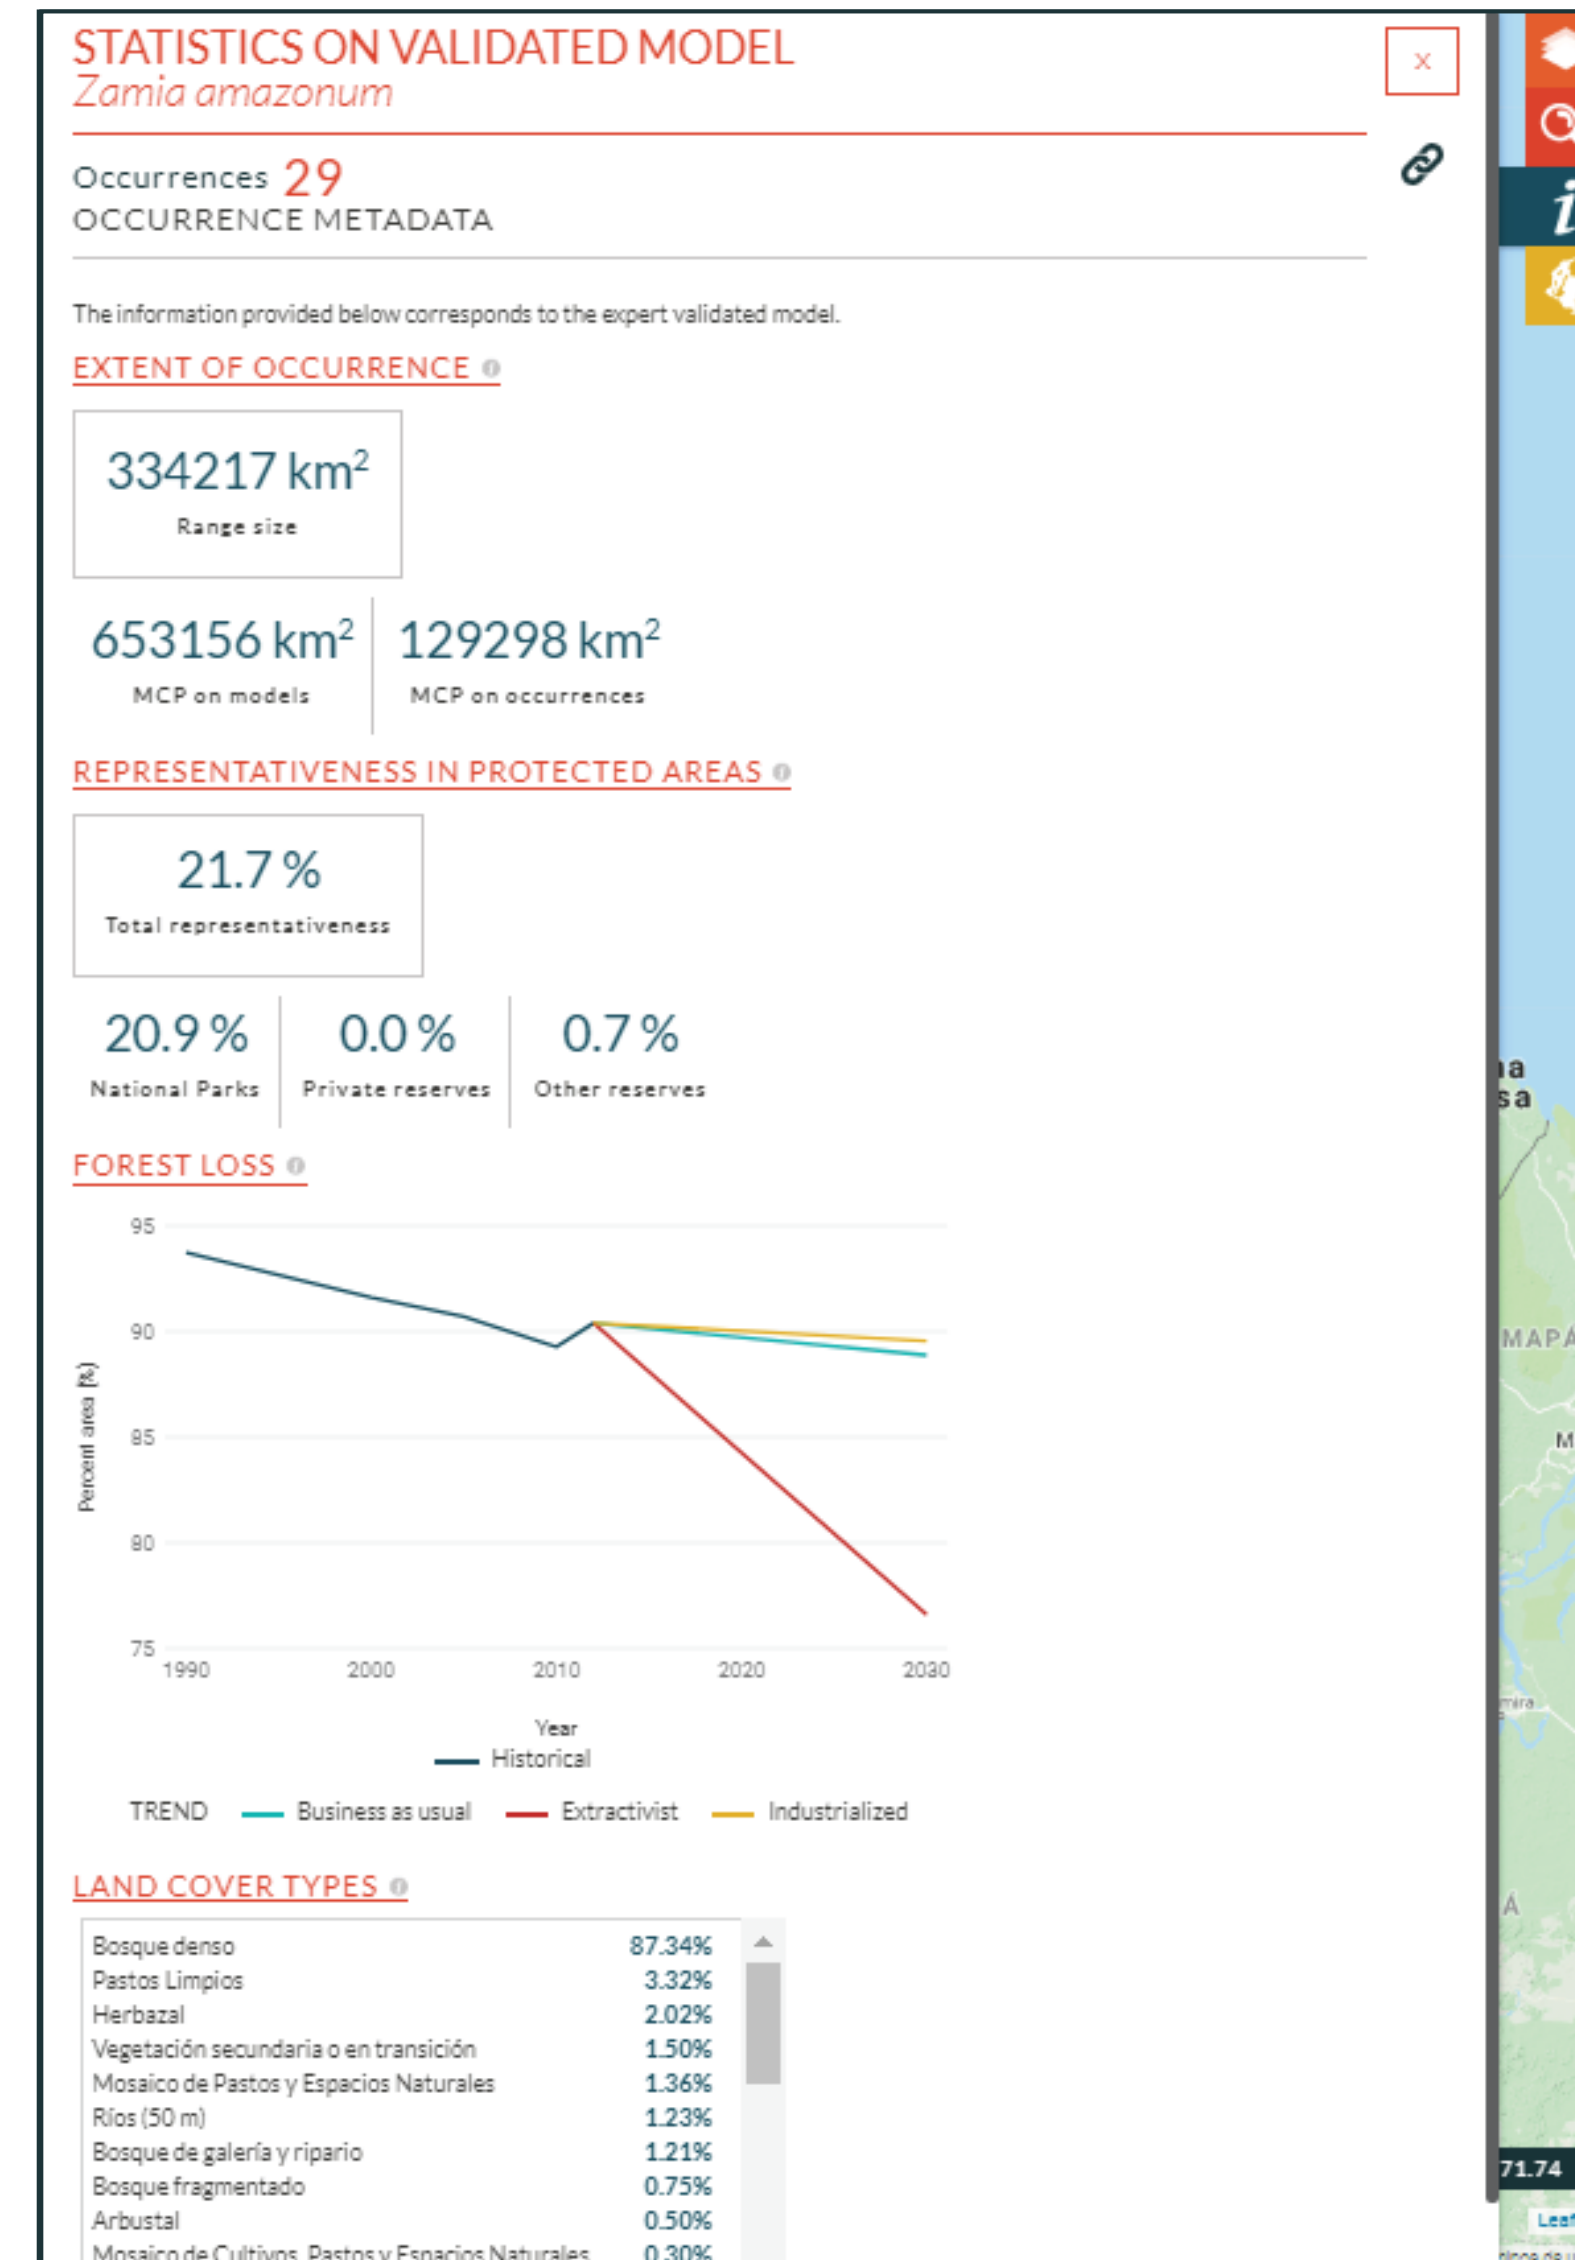 STATISTICS ON VALIDATED MODEL
Zamia amazonum
x
Occurrences 29
OCCURRENCE METADATA
The information provided below corresponds to the expert validated model.
EXTENT OF OCCURRENCE
334217 km²
Range size
653156 km² 129298 km²
MCP on models MCP on occurrences
REPRESENTATIVENESS IN PROTECTED AREAS
21.7 %
Total representativeness
20.9 % 0.0 % 0.7 %
National Parks Private reserves Other reserves
FOREST LOSS
95
90
85
80
75
Percent area (%)
1990 2000 2010 2020 2030
Year
Historical
TREND Business as usual Extractivist Industrialized
LAND COVER TYPES
Bosque denso 87.34%
Pastos Limpios 3.32%
Herbazal 2.02%
Vegetación secundaria o en transición 1.50%
Mosaico de Pastos y Espacios Naturales 1.36%
Ríos (50 m) 1.23%
Bosque de galería y ripario 1.21%
Bosque fragmentado 0.75%
Arbustal 0.50%
Mosaico de Cultivos, Pastos y Espacios Naturales 0.30%
na
sa
MAPÁ
M
mira
Á
71.74
Leaf